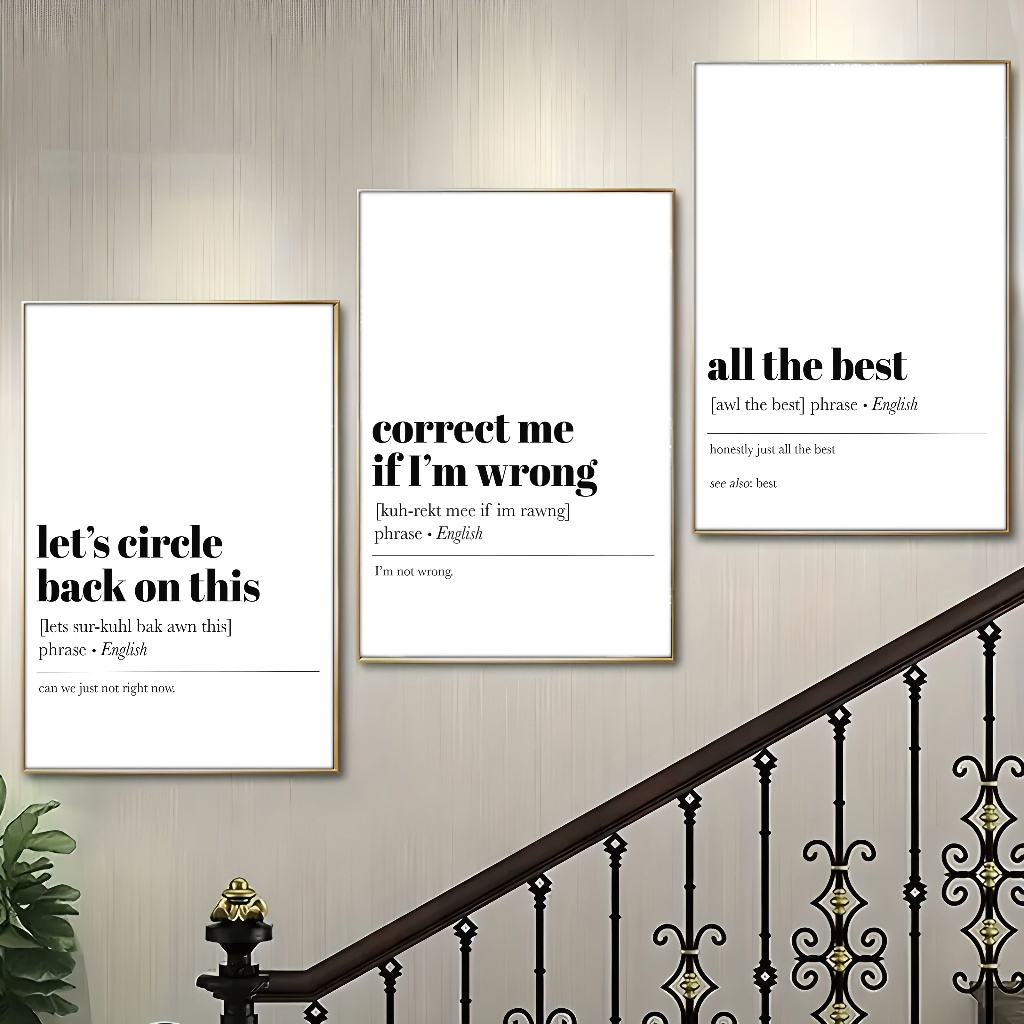 let's circle
back on this
[lets sur-kuhl bak awn this]
phrase • English
can we just not right now.
correct me
if I'm wrong
[kuh-rekt mee if im rawng]
phrase • English
I'm not wrong.
all the best
[awl the best] phrase • English
honestly just all the best
see also: best